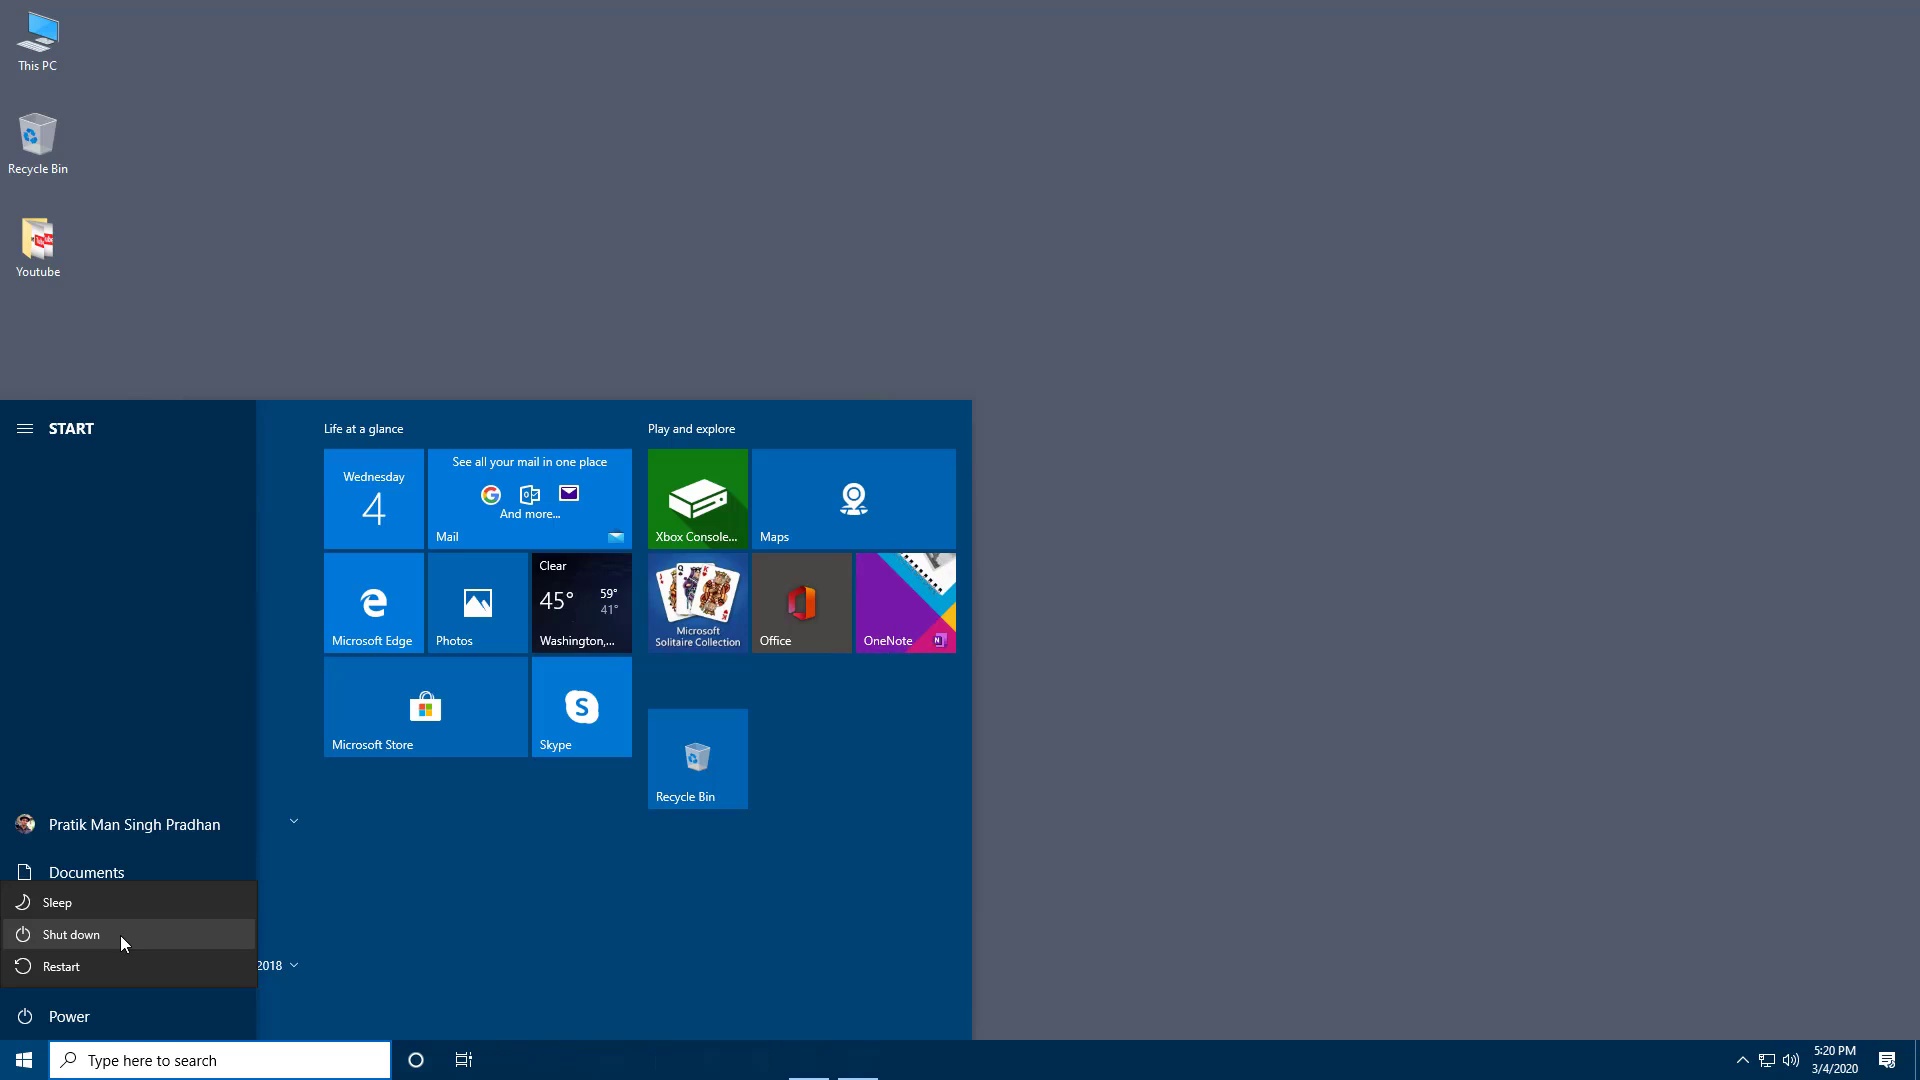 This PC
Recycle Bin
Youtube
START
Life at a glance
Play and explore
Wednesday
4
See all your mail in one place
And more...
Mail
Xbox Console...
Maps
Microsoft Edge
Photos
Clear
45°
59°
41°
Washington,...
Microsoft
Solitaire Collection
Office
OneNote
Microsoft Store
Skype
Recycle Bin
Pratik Man Singh Pradhan
Documents
Sleep
Shut down
Restart
2018
Power
Type here to search
5:20 PM
3/4/2020